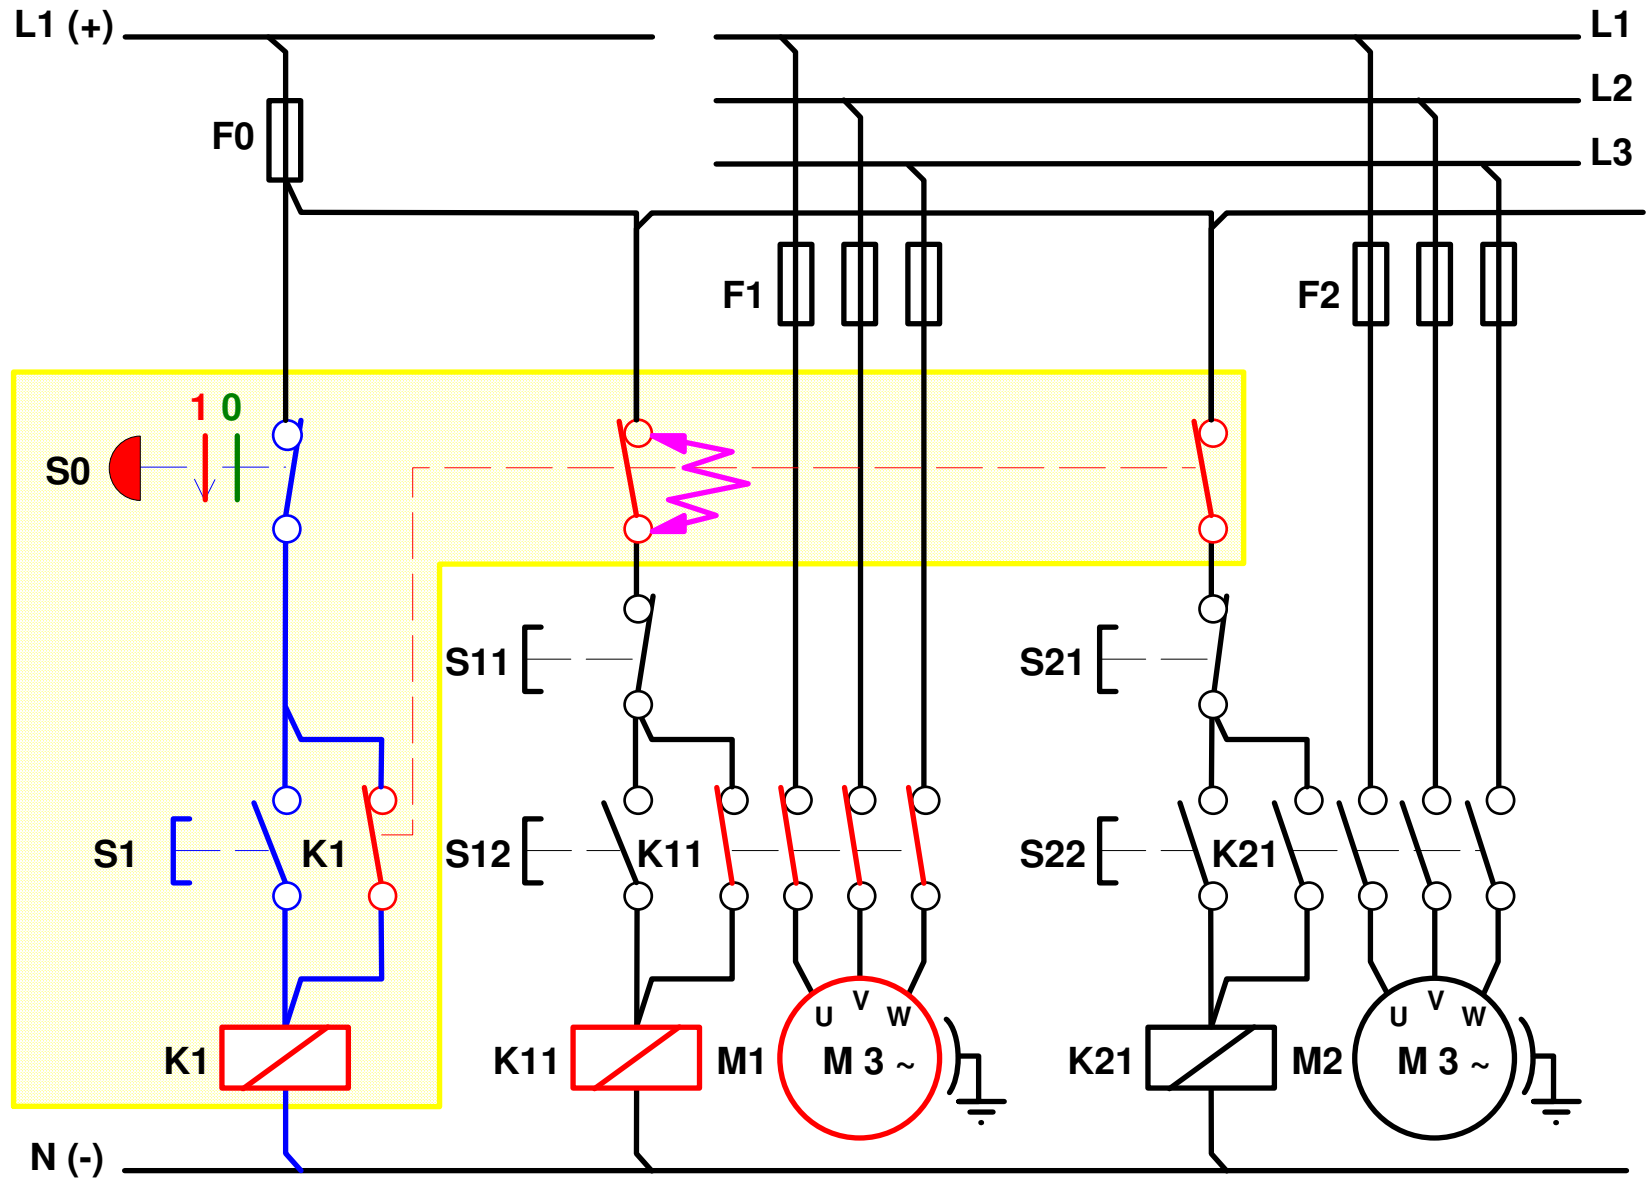 L1 (+)
L1
L2
F0
L3
F1
F2
1 0
S0
S11
S21
S1
K1
S12
K11
S22
K21
U V W
U V W
K1
K11
M1
M 3 ~
K21
M2
M 3 ~
N (-)